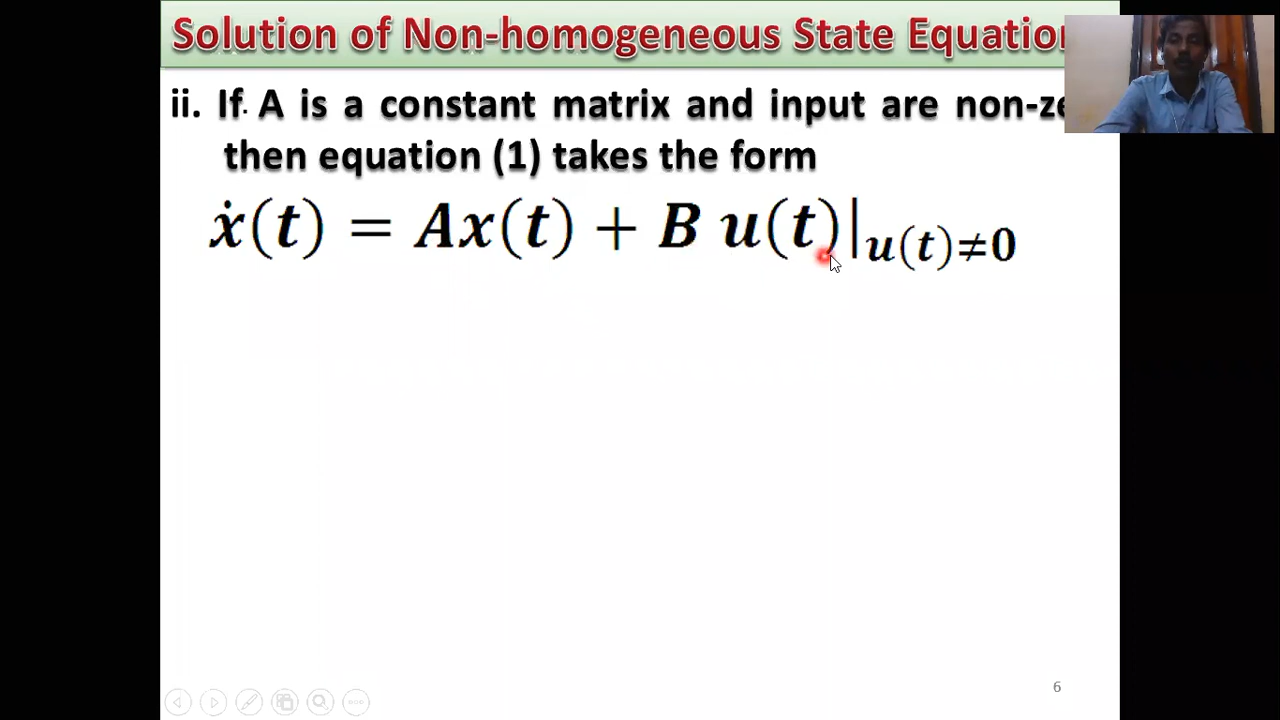 Solution of Non-homogeneous State Equation
ii. If A is a constant matrix and input are non-ze
then equation (1) takes the form
ẋ(t) = Ax(t) + B u(t)|u(t)≠0
6